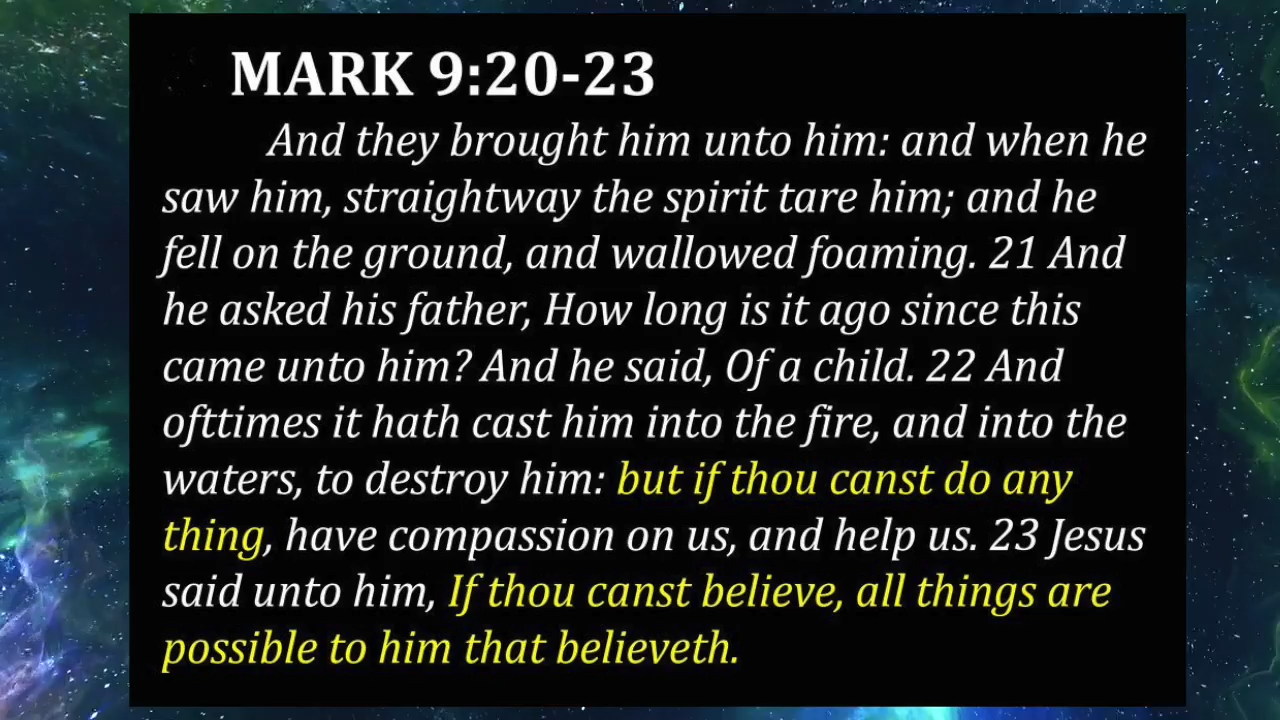 MARK 9:20-23
And they brought him unto him: and when he
saw him, straightway the spirit tare him; and he
fell on the ground, and wallowed foaming. 21 And
he asked his father, How long is it ago since this
came unto him? And he said, Of a child. 22 And
ofttimes it hath cast him into the fire, and into the
waters, to destroy him: but if thou canst do any
thing, have compassion on us, and help us. 23 Jesus
said unto him, If thou canst believe, all things are
possible to him that believeth.